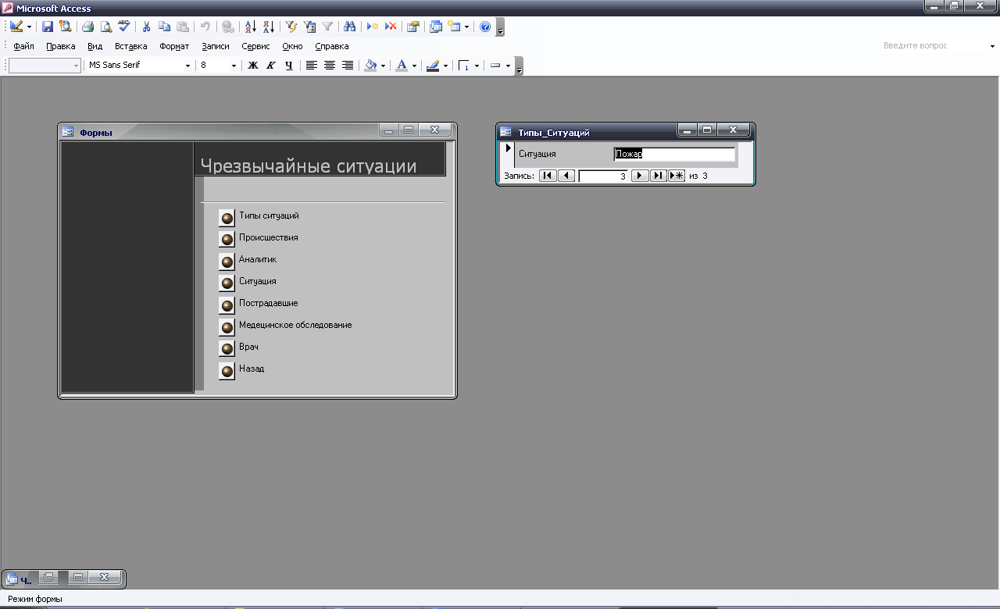 Microsoft Access
Файл Правка Вид Вставка Формат Записи Сервис Окно Справка
Введите вопрос
MS Sans Serif 8 Ж К Ч
Формы
Чрезвычайные ситуации
Типы ситуаций
Происшествия
Аналитик
Ситуация
Пострадавшие
Медецинское обследование
Врач
Назад
Типы_Ситуаций
Ситуация Пожар
Запись: 3 из 3
Ч..
Режим формы